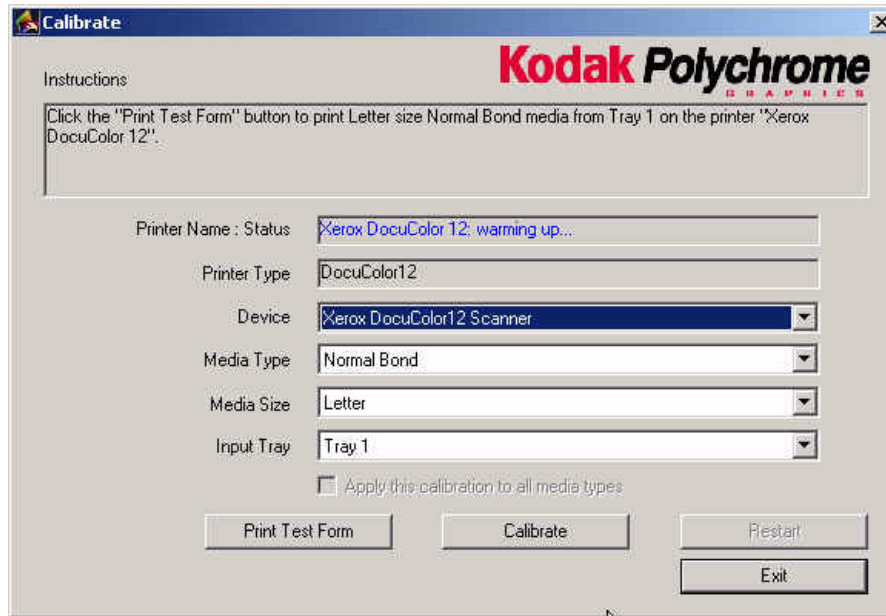 Calibrate
Kodak Polychrome
GRAPHICS
Instructions
Click the "Print Test Form" button to print Letter size Normal Bond media from Tray 1 on the printer "Xerox
DocuColor 12".
Printer Name : Status Xerox DocuColor 12: warming up...
Printer Type DocuColor12
Device Xerox DocuColor12 Scanner
Media Type Normal Bond
Media Size Letter
Input Tray Tray 1
Apply this calibration to all media types
Print Test Form Calibrate Restart
Exit